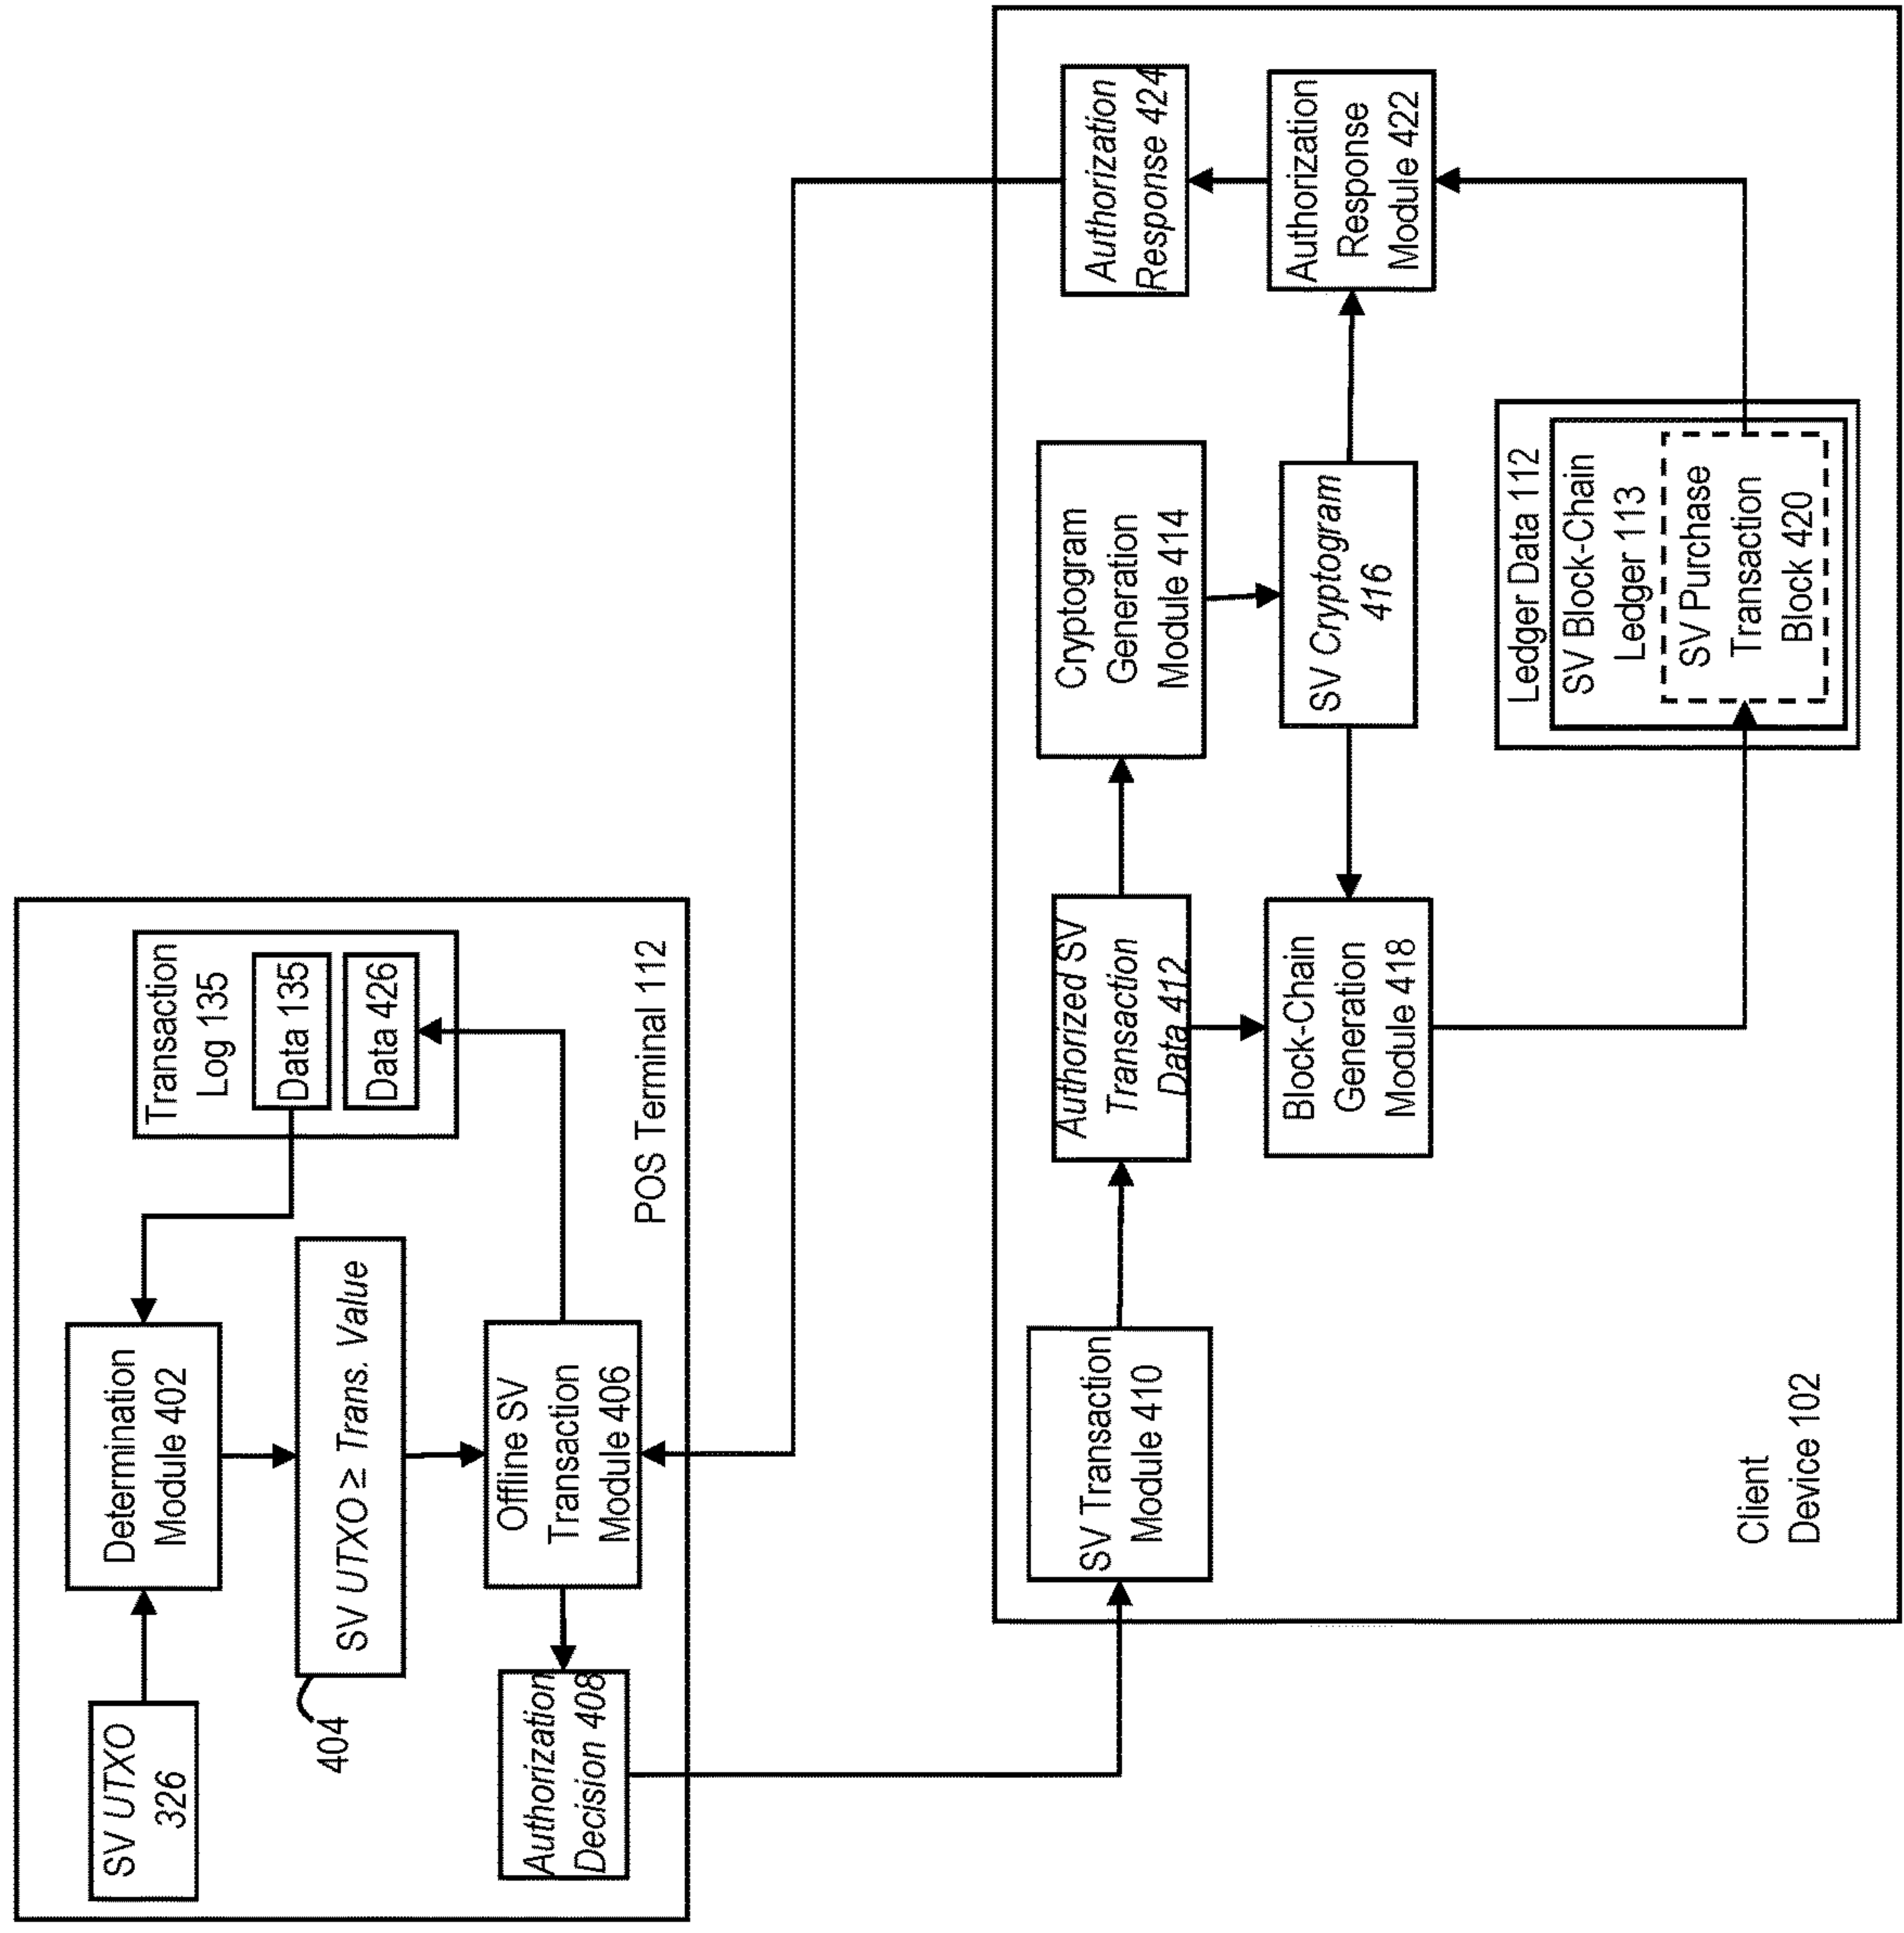 SV UTXO
326
Determination
Module 402
Transaction
Log 135
Data 135
Data 426
404
SV UTXO ≥ Trans. Value
Authorization
Decision 408
Offline SV
Transaction
Module 406
POS Terminal 112
SV Transaction
Module 410
Authorized SV
Transaction
Data 412
Cryptogram
Generation
Module 414
Authorization
Response 424
Block-Chain
Generation
Module 418
SV Cryptogram
416
Authorization
Response
Module 422
Ledger Data 112
SV Block-Chain
Ledger 113
SV Purchase
Transaction
Block 420
Client
Device 102